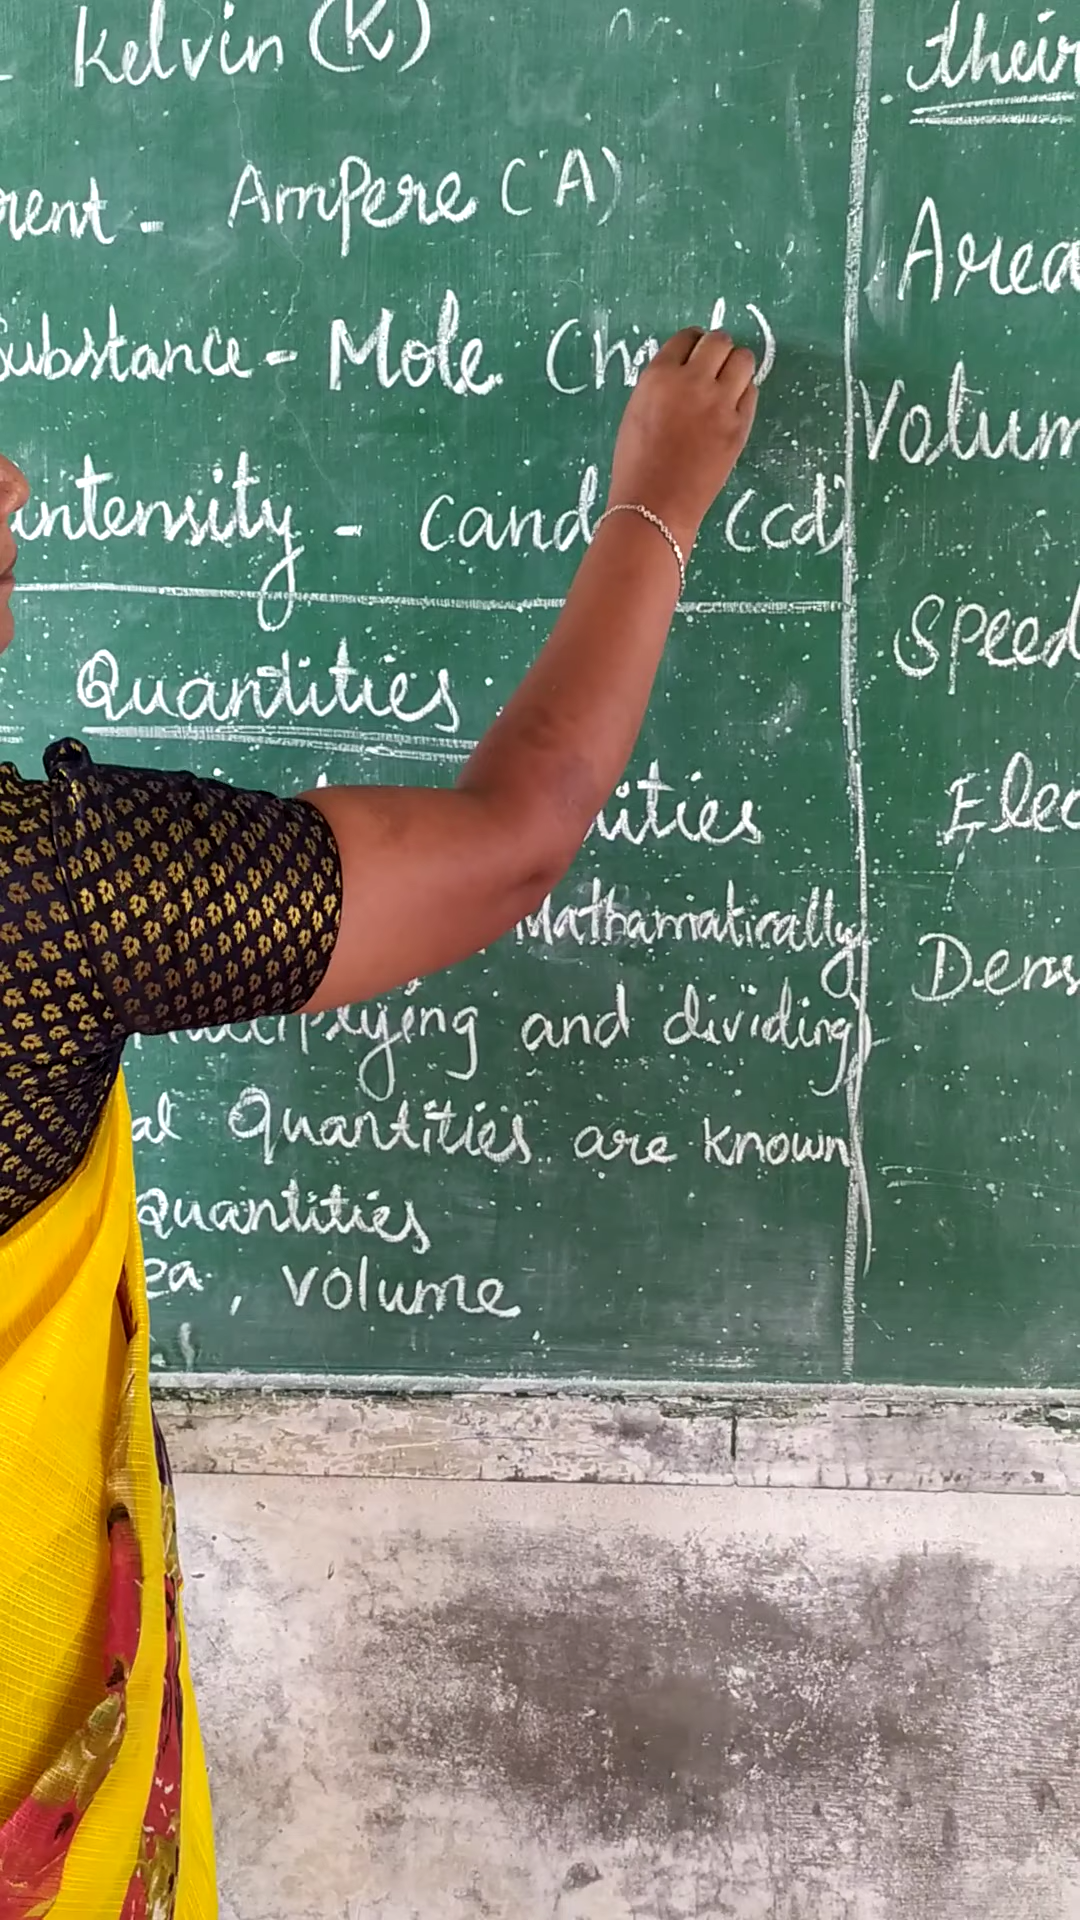 - Kelvin (K)
rent - Ampere (A)
Substance - Mole (
intensity - Cand (cd)
Quantities
ities
Mathamatically
multiplying and dividing
al Quantities are known
Quantities
ea, volume
their
Area
Volum
Speed
Elec
Dens